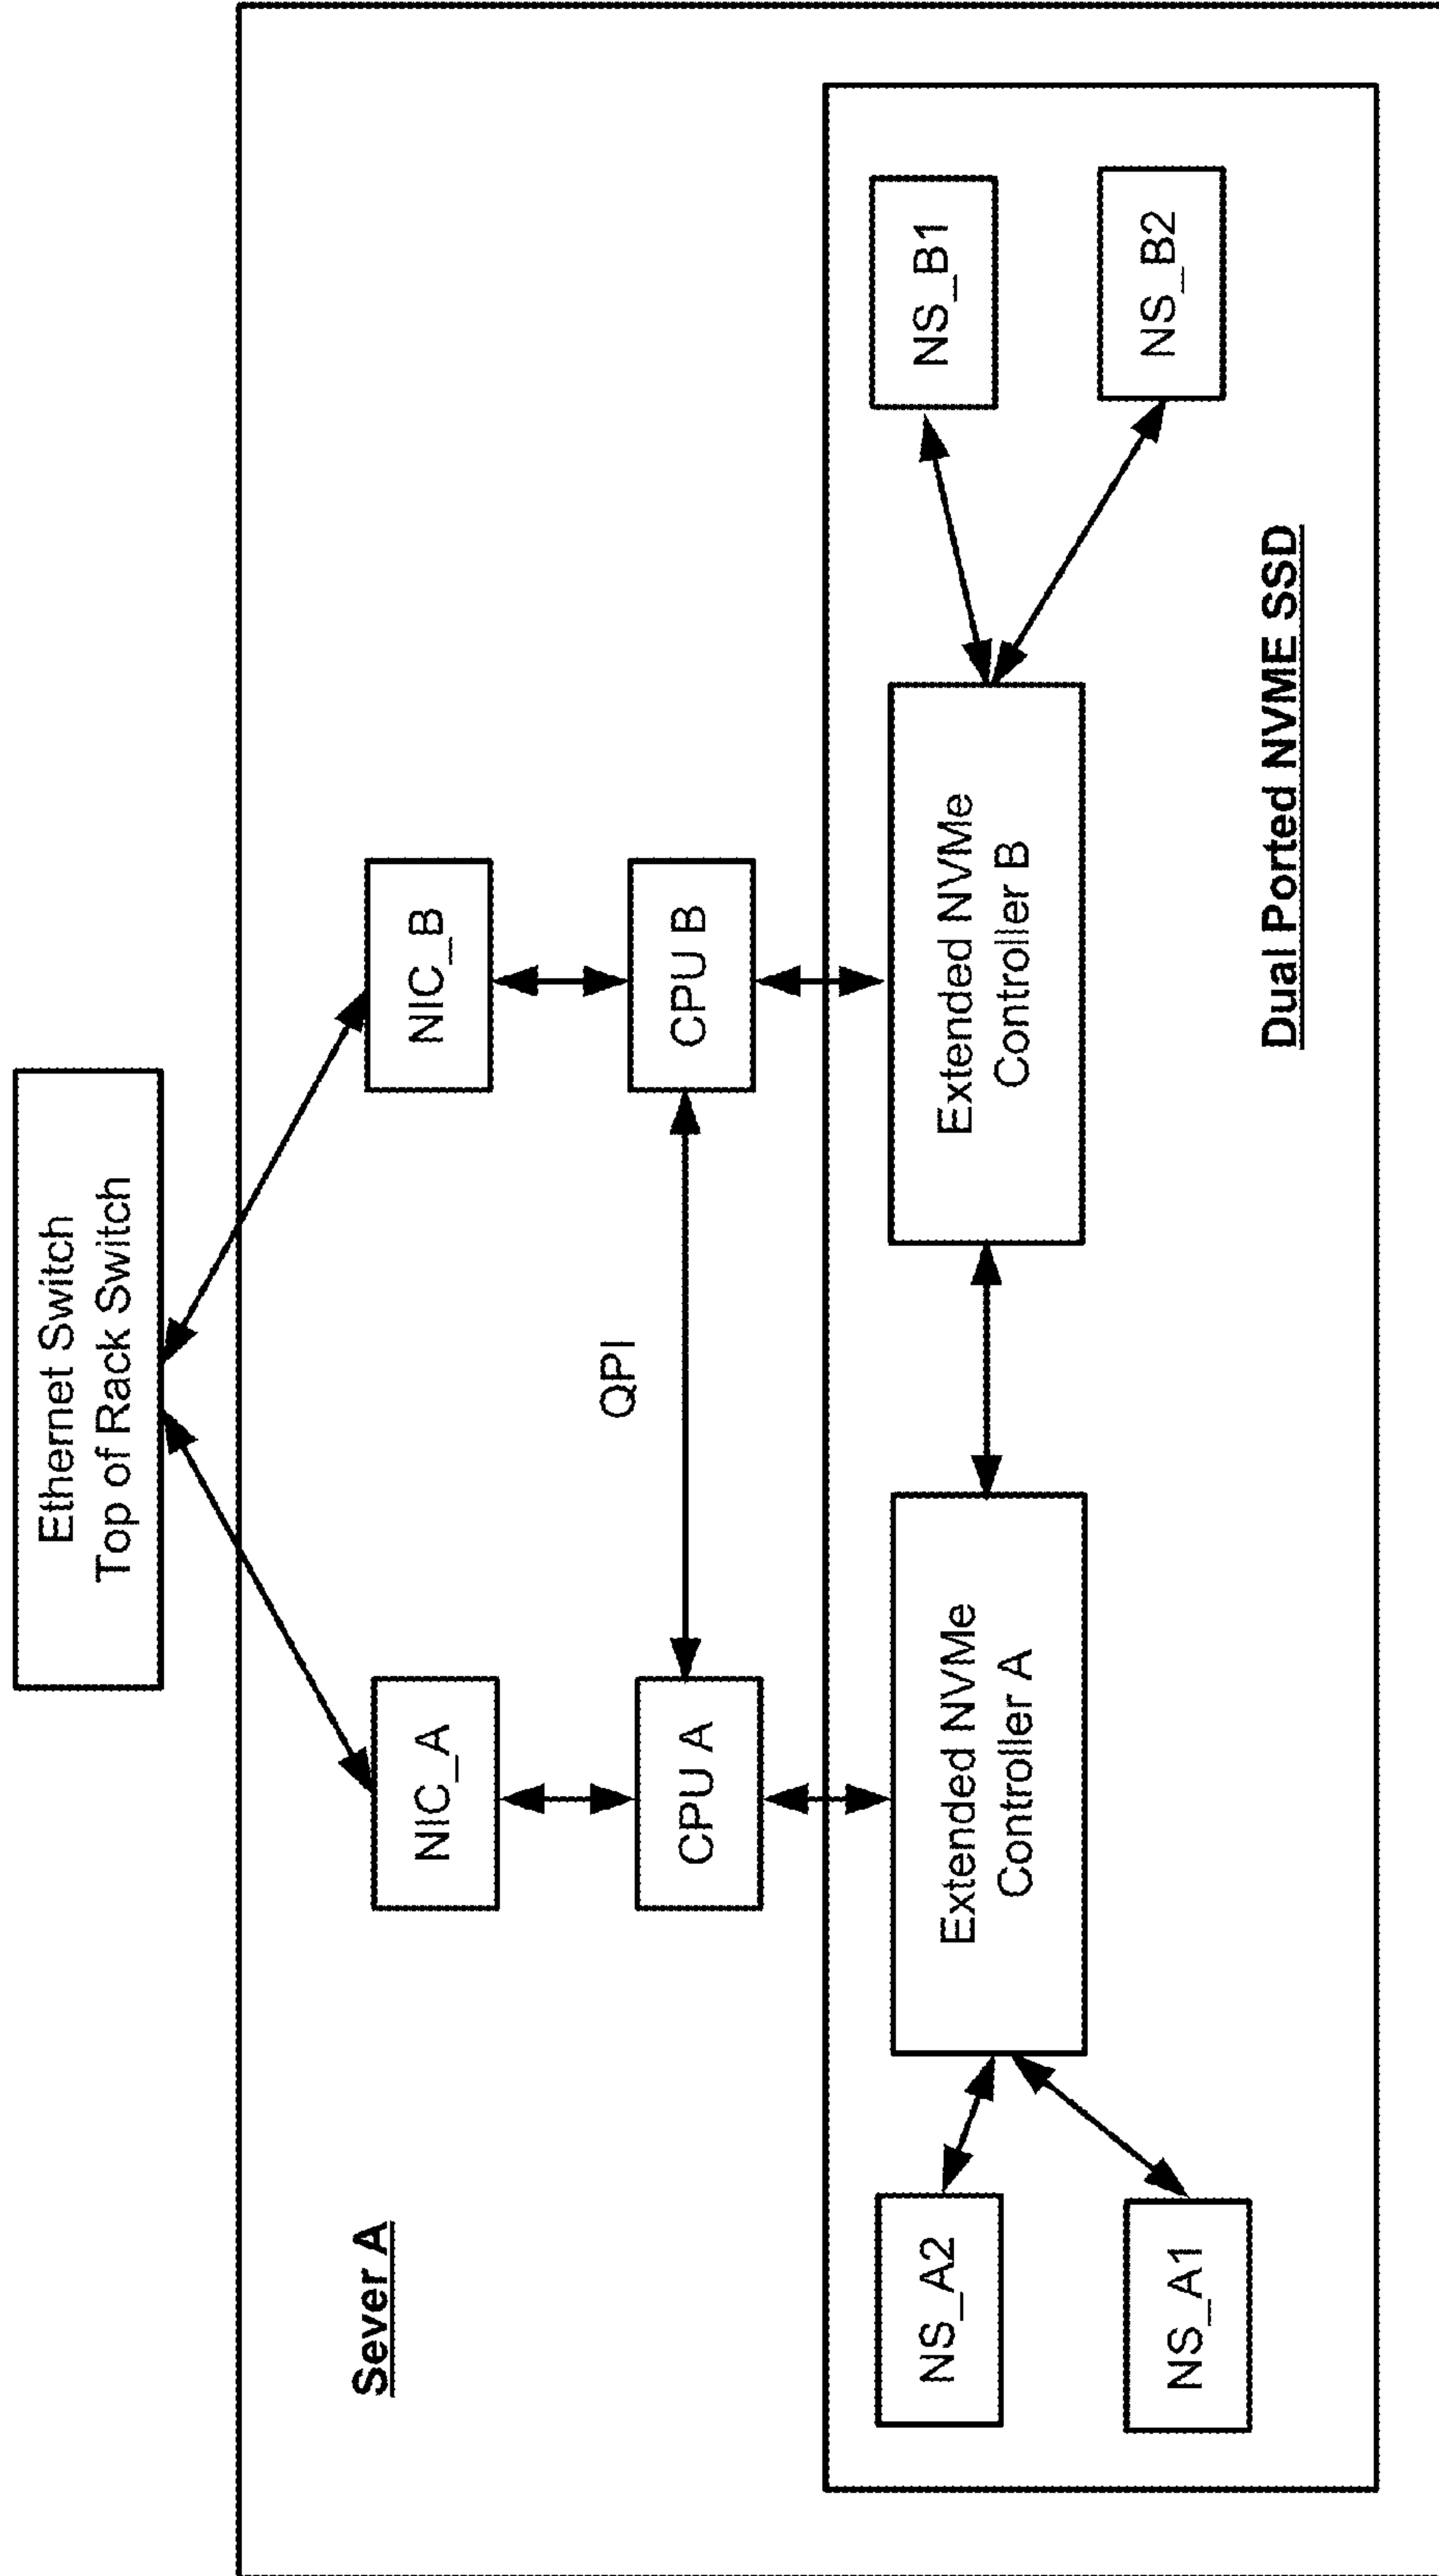 Ethernet Switch
Top of Rack Switch
Sever A
NIC_A
NIC_B
QPI
CPU A
CPU B
NS_A2
Extended NVMe
Controller A
Extended NVMe
Controller B
NS_B1
NS_A1
NS_B2
Dual Ported NVME SSD